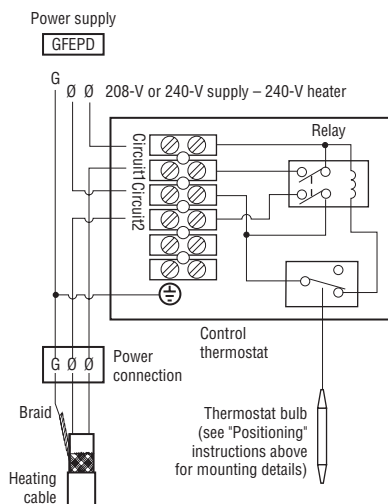 Power supply
GFEPD
G
Ø Ø 208-V or 240-V supply – 240-V heater
Relay
Circuit1
Circuit2
Control
thermostat
G Ø Ø
Power
connection
Braid
Heating
cable
Thermostat bulb
(see "Positioning"
instructions above
for mounting details)